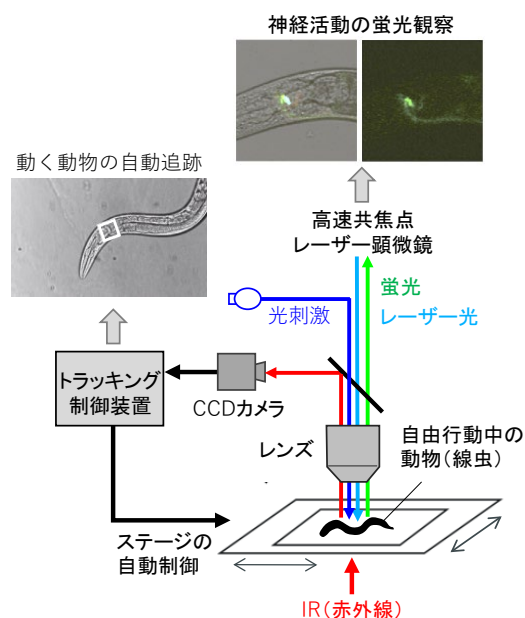 神経活動の蛍光観察
動く動物の自動追跡
高速共焦点
レーザー顕微鏡
蛍光
光刺激
レーザー光
トラッキング
制御装置
CCDカメラ
レンズ
自由行動中の
動物(線虫)
ステージの
自動制御
IR(赤外線)